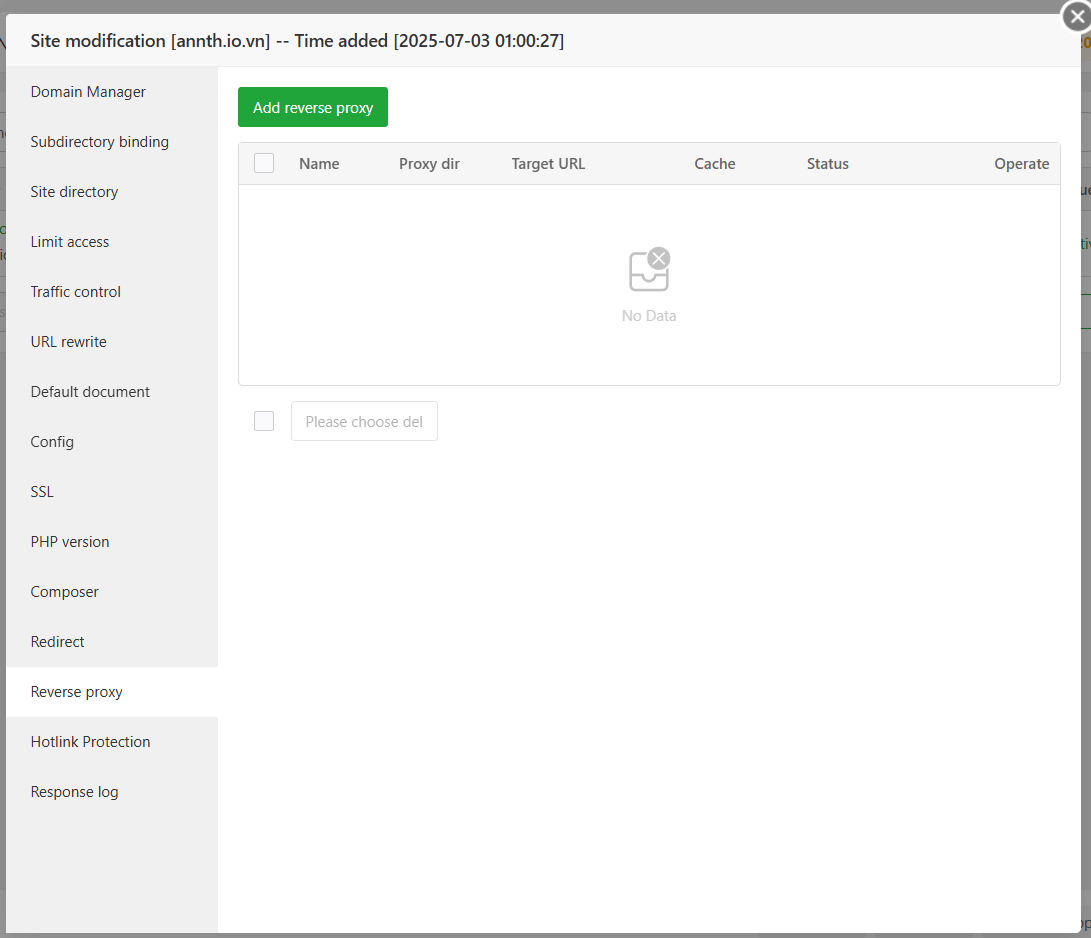 Site modification [annth.io.vn] -- Time added [2025-07-03 01:00:27]
Domain Manager
Subdirectory binding
Site directory
Limit access
Traffic control
URL rewrite
Default document
Config
SSL
PHP version
Composer
Redirect
Reverse proxy
Hotlink Protection
Response log
Add reverse proxy
Name Proxy dir Target URL Cache Status Operate
No Data
Please choose del